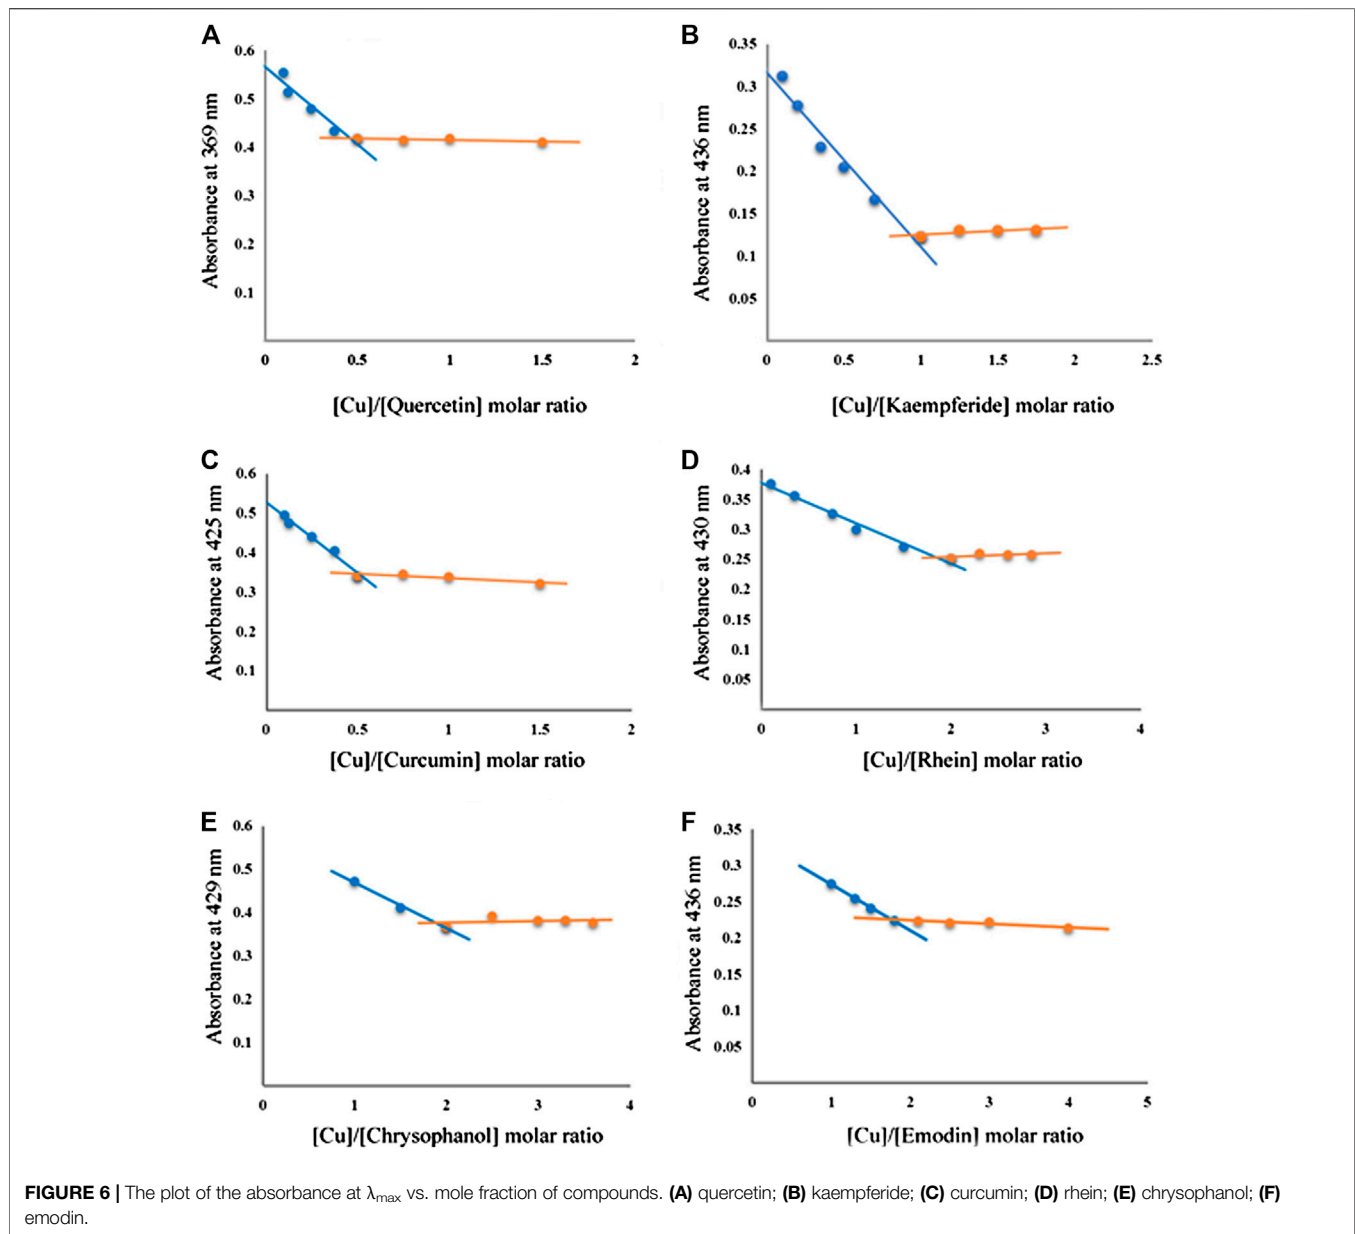 A
0.6
0.5
0.4
0.3
0.2
0.1
0 0.5 1 1.5 2
Absorbance at 369 nm
[Cu]/[Quercetin] molar ratio
B
0.35
0.3
0.25
0.2
0.15
0.1
0.05
0 0.5 1 1.5 2 2.5
Absorbance at 436 nm
[Cu]/[Kaempferide] molar ratio
C
0.6
0.5
0.4
0.3
0.2
0.1
0 0.5 1 1.5 2
Absorbance at 425 nm
[Cu]/[Curcumin] molar ratio
D
0.4
0.35
0.3
0.25
0.2
0.15
0.1
0.05
0 1 2 3 4
Absorbance at 430 nm
[Cu]/[Rhein] molar ratio
E
0.6
0.5
0.4
0.3
0.2
0.1
0 1 2 3 4
Absorbance at 429 nm
[Cu]/[Chrysophanol] molar ratio
F
0.35
0.3
0.25
0.2
0.15
0.1
0.05
0 1 2 3 4 5
Absorbance at 436 nm
[Cu]/[Emodin] molar ratio
FIGURE 6 | The plot of the absorbance at λmax vs. mole fraction of compounds. (A) quercetin; (B) kaempferide; (C) curcumin; (D) rhein; (E) chrysophanol; (F)
emodin.